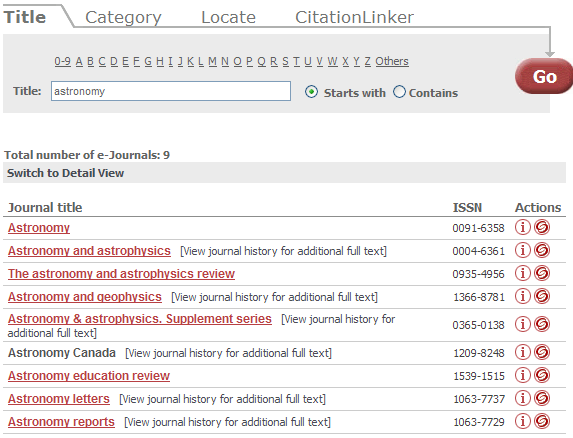 Title Category Locate CitationLinker
0-9 A B C D E F G H I J K L M N O P Q R S T U V W X Y Z Others
Go
Title: astronomy Starts with Contains
Total number of e-Journals: 9
Switch to Detail View
Journal title ISSN Actions
Astronomy 0091-6358
Astronomy and astrophysics [View journal history for additional full text] 0004-6361
The astronomy and astrophysics review 0935-4956
Astronomy and geophysics [View journal history for additional full text] 1366-8781
Astronomy & astrophysics. Supplement series [View journal history for
additional full text] 0365-0138
Astronomy Canada [View journal history for additional full text] 1209-8248
Astronomy education review 1539-1515
Astronomy letters [View journal history for additional full text] 1063-7737
Astronomy reports [View journal history for additional full text] 1063-7729